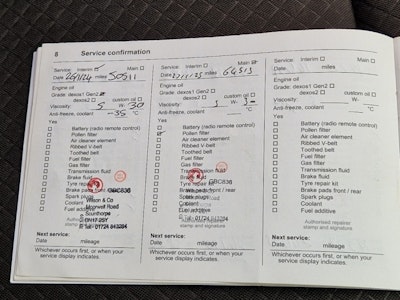 8 Service confirmation
Service: Interim Main
Date miles 50511
Engine oil
Grade: dexos1 Gen2
dexos2 custom oil
Viscosity: 5 W- 30
Anti-freeze, coolant -35 °C
Yes
Battery (radio remote control)
Pollen filter
Air cleaner element
Ribbed V-belt
Toothed belt
Fuel filter
Gas filter
Transmission fluid
Brake fluid
Tyre repair kit
Brake pads front / rear
Spark plugs
Coolant
Fuel additive
GBC836
Wilson & Co
Moorwell Road
Scunthorpe
DN17 2SY
Next service:
Date mileage
Whichever occurs first, or when your
service display indicates.
Service: Interim Main
Date miles
Engine oil
Grade: dexos1 Gen2
dexos2 custom oil
Viscosity: W-
Anti-freeze, coolant °C
Yes
Battery (radio remote control)
Pollen filter
Air cleaner element
Ribbed V-belt
Toothed belt
Fuel filter
Gas filter
Transmission fluid
Brake fluid
Tyre repair kit
Brake pads front / rear
Spark plugs
Coolant
Fuel additive
GBC836
Next service:
Date mileage
Whichever occurs first, or when your
service display indicates.
Service: Interim Main
Date miles
Engine oil
Grade: dexos1 Gen2
dexos2 custom oil
Viscosity: W-
Anti-freeze, coolant °C
Yes
Battery (radio remote control)
Pollen filter
Air cleaner element
Ribbed V-belt
Toothed belt
Fuel filter
Gas filter
Transmission fluid
Brake fluid
Tyre repair kit
Brake pads front / rear
Spark plugs
Coolant
Fuel additive
Authorised repairer
stamp and signature
Next service:
Date mileage
Whichever occurs first, or when your
service display indicates.